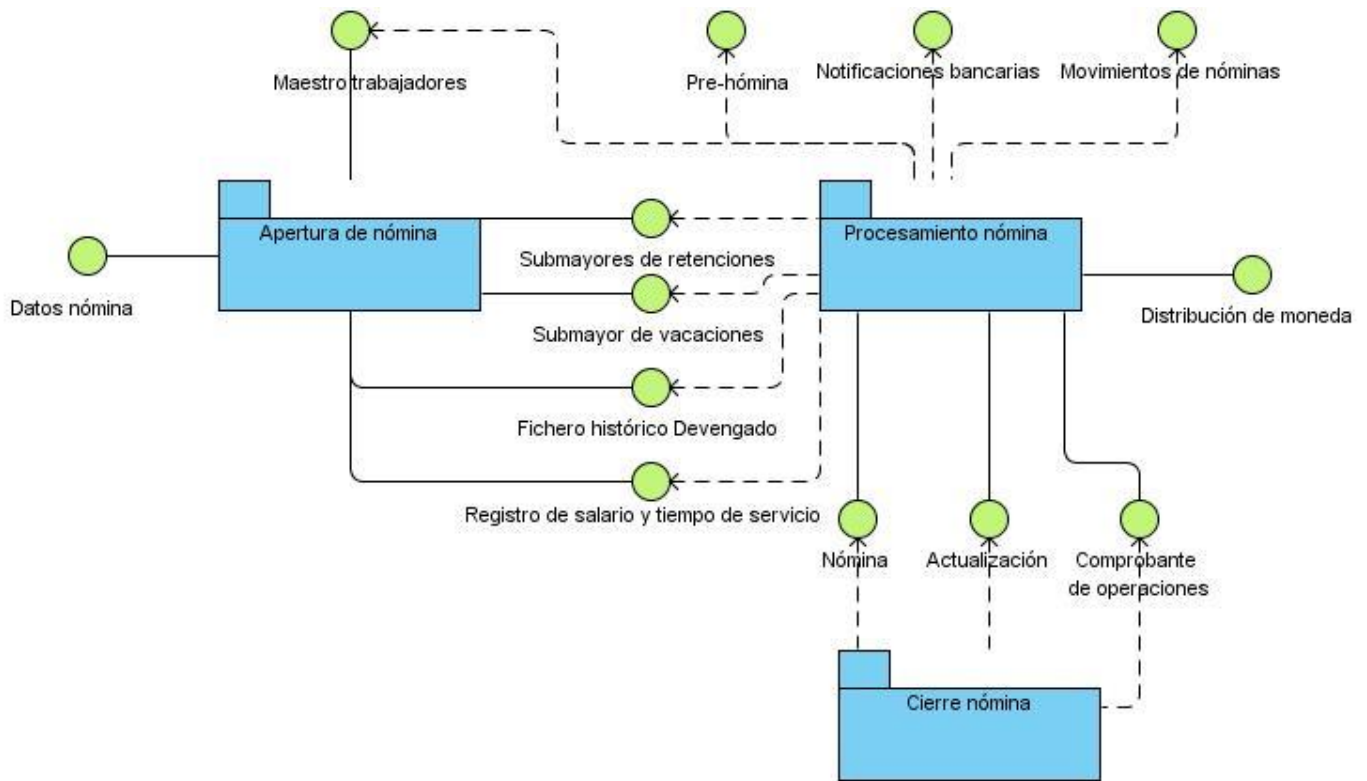 Maestro trabajadores
Pre-hómina
Notificaciones bancarias
Movimientos de nóminas
Apertura de nómina
Procesamiento nómina
Datos nómina
Submayores de retenciones
Submayor de vacaciones
Distribución de moneda
Fichero histórico Devengado
Registro de salario y tiempo de servicio
Nómina
Actualización
Comprobante
de operaciones
Cierre nómina